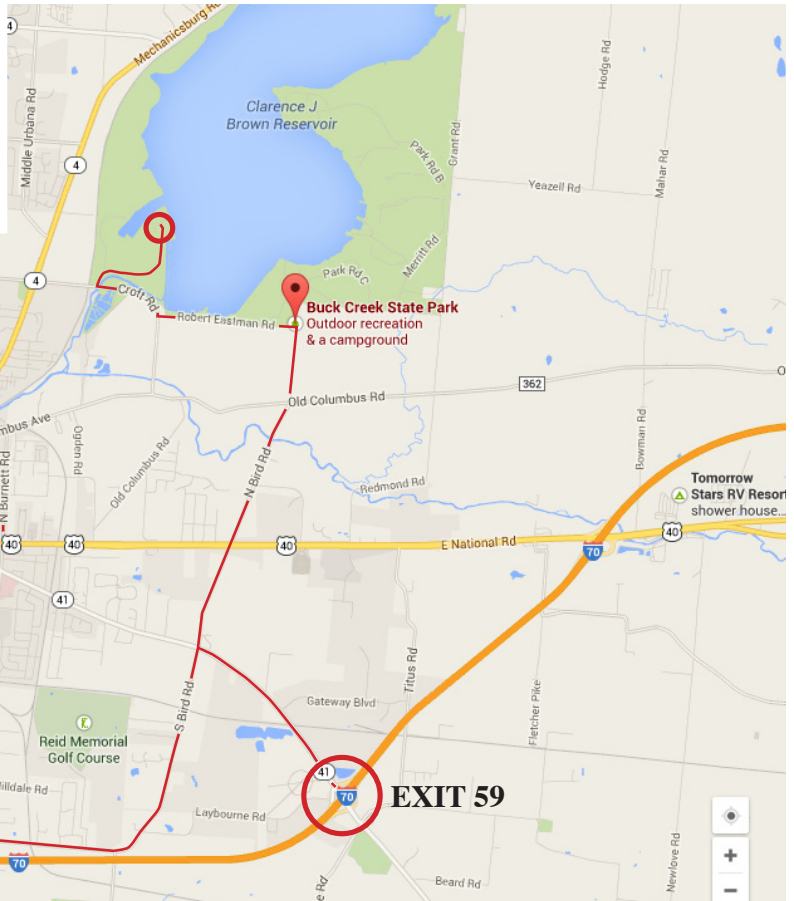 4
Mechanicsburg Rd
Hodge Rd
Middle Urbana Rd
Clarence J
Brown Reservoir
Park Rd B
Grant Rd
4
Mahar Rd
Yeazell Rd
Merritt Rd
4
Park Rd C
Croft Rd
Buck Creek State Park
Outdoor recreation
& a campground
Robert Eastman Rd
362
Old Columbus Rd
mbus Ave
Ogden Rd
Old Columbus Rd
Bowman Rd
N Bird Rd
N Burnett Rd
Redmond Rd
Tomorrow
Stars RV Resort
shower house...
40
40
40
E National Rd
70
40
41
Titus Rd
Fletcher Pike
S Bird Rd
Gateway Blvd
Reid Memorial
Golf Course
41
70
EXIT 59
illdale Rd
Laybourne Rd
70
Beard Rd
e Rd
Newlove Rd
+
−